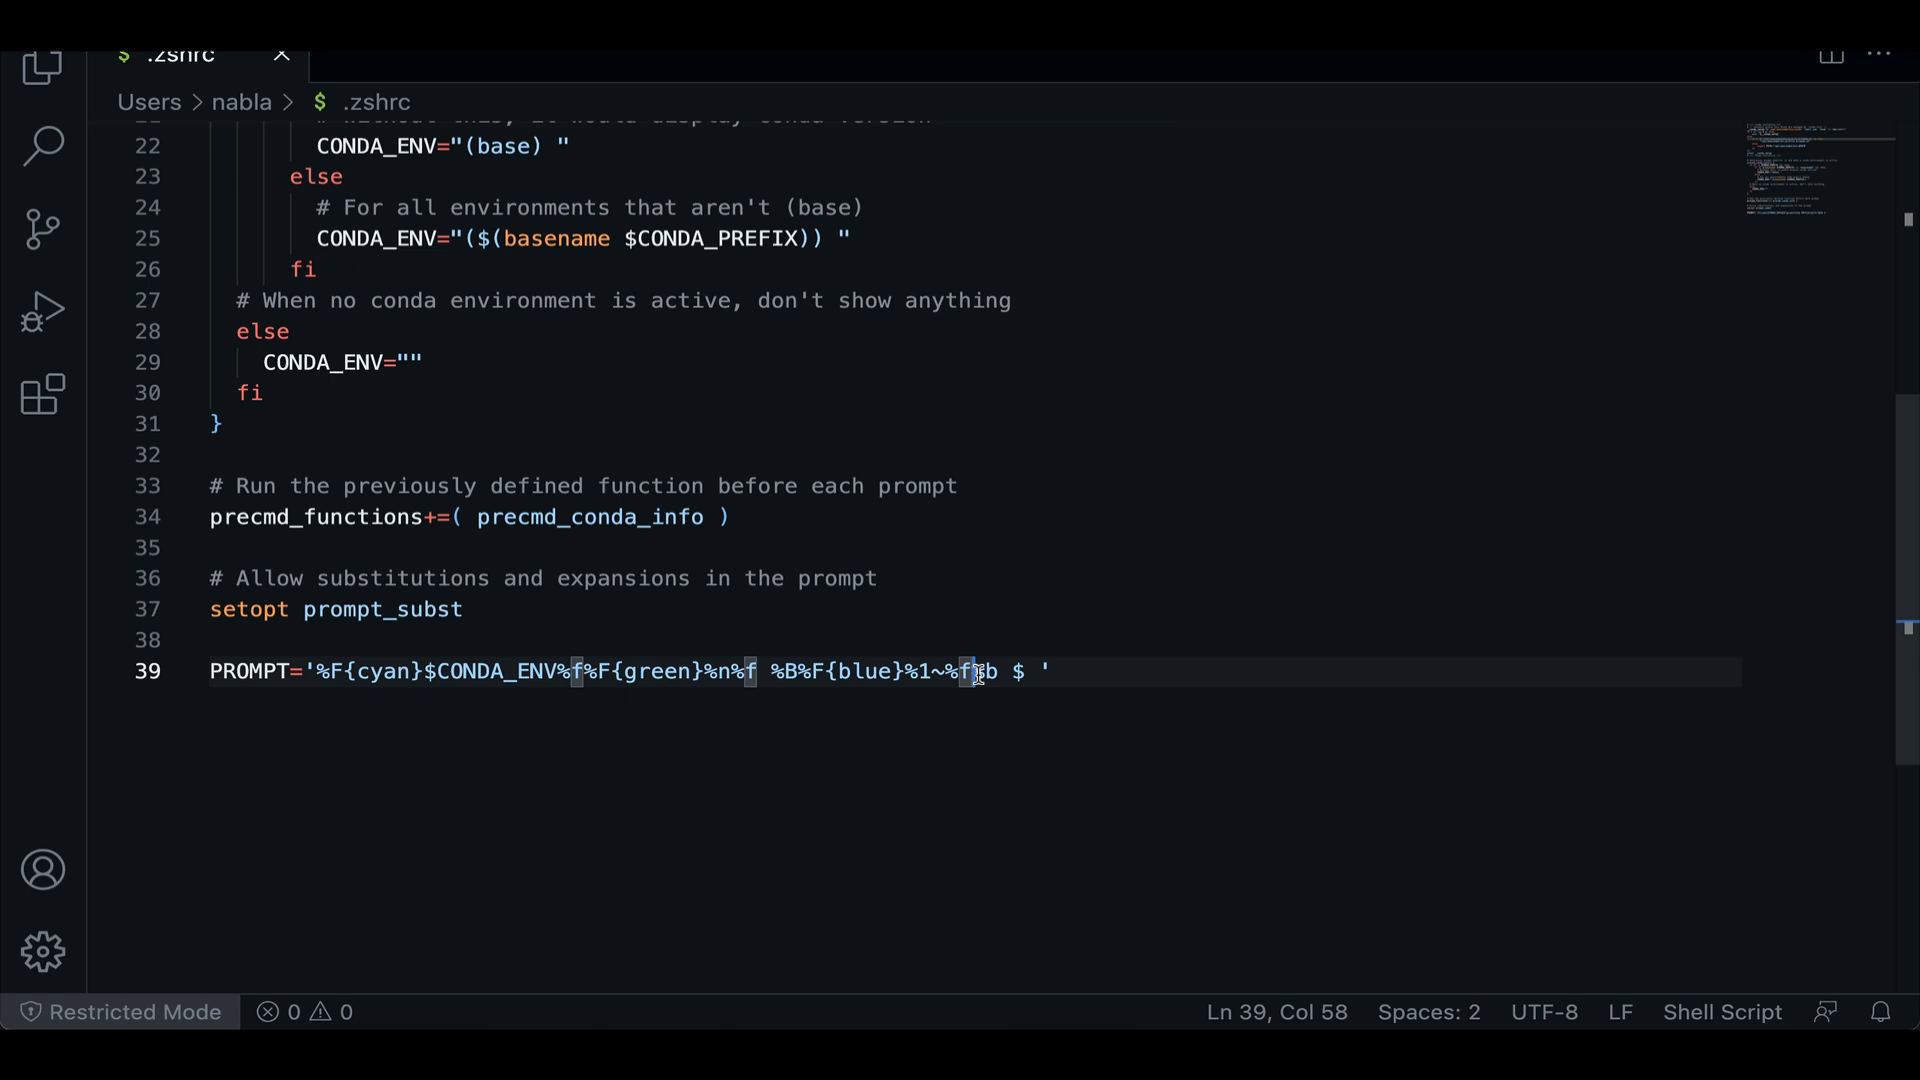 $ .zshrc
Users > nabla > $ .zshrc
22 CONDA_ENV="(base) "
23 else
24 # For all environments that aren't (base)
25 CONDA_ENV="($(basename $CONDA_PREFIX)) "
26 fi
27 # When no conda environment is active, don't show anything
28 else
29 CONDA_ENV=""
30 fi
31 }
32
33 # Run the previously defined function before each prompt
34 precmd_functions+=( precmd_conda_info )
35
36 # Allow substitutions and expansions in the prompt
37 setopt prompt_subst
38
39 PROMPT='%F{cyan}$CONDA_ENV%f%F{green}%n%f %B%F{blue}%1~%f%b $ '
Restricted Mode 0 0 Ln 39, Col 58 Spaces: 2 UTF-8 LF Shell Script